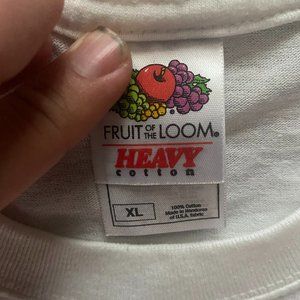 FRUIT OF THE LOOM®
HEAVY
cotton
XL
100% Cotton
Made in Honduras
of U.S.A. fabric